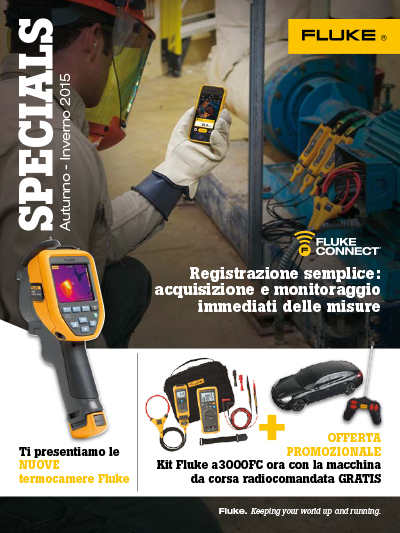 SPECIALS
Autunno - Inverno 2015
FLUKE ®
FLUKE
CONNECT
Registrazione semplice:
acquisizione e monitoraggio
immediati delle misure
FLUKE
Ti presentiamo le
NUOVE
termocamere Fluke
OFFERTA
PROMOZIONALE
Kit Fluke a3000FC ora con la macchina
da corsa radiocomandata GRATIS
Fluke. Keeping your world up and running.